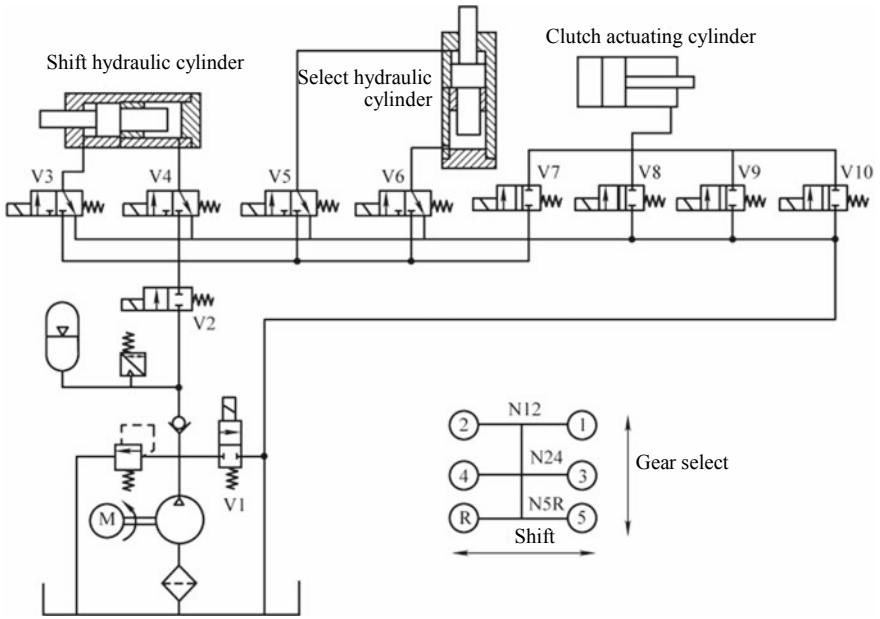 Shift hydraulic cylinder
Select hydraulic
cylinder
Clutch actuating cylinder
V3
V4
V5
V6
V7
V8
V9
V10
V2
V1
M
N12
2
1
N24
4
3
N5R
R
5
Shift
Gear select